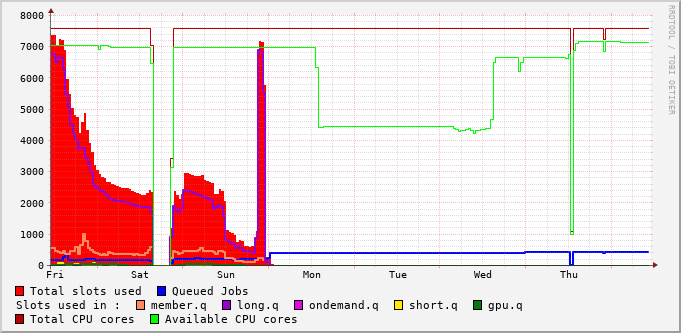 8000
7000
6000
5000
4000
3000
2000
1000
0
Fri Sat Sun Mon Tue Wed Thu
Total slots used Queued Jobs
Slots used in : member.q long.q ondemand.q short.q gpu.q
Total CPU cores Available CPU cores
RRDTOOL / TOBI OETIKER